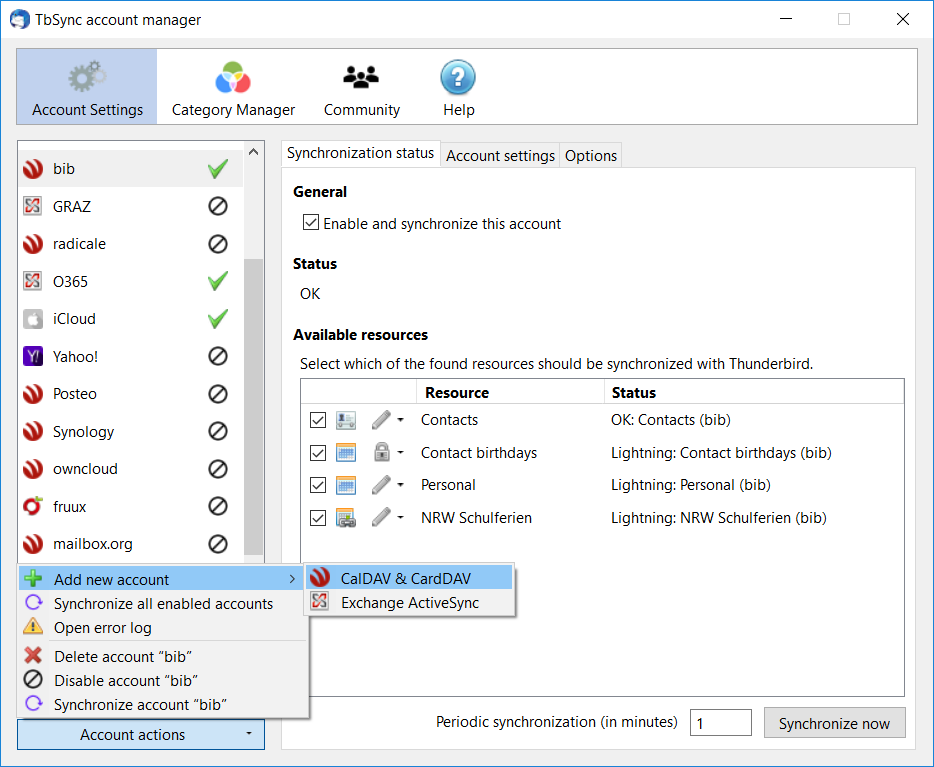 TbSync account manager
Account Settings
Category Manager
Community
Help
bib
GRAZ
radicale
O365
iCloud
Yahoo!
Posteo
Synology
owncloud
fruux
mailbox.org
Add new account
Synchronize all enabled accounts
Open error log
Delete account “bib”
Disable account “bib”
Synchronize account “bib”
Account actions
CalDAV & CardDAV
Exchange ActiveSync
Synchronization status
Account settings
Options
General
Enable and synchronize this account
Status
OK
Available resources
Select which of the found resources should be synchronized with Thunderbird.
Resource Status
Contacts OK: Contacts (bib)
Contact birthdays Lightning: Contact birthdays (bib)
Personal Lightning: Personal (bib)
NRW Schulferien Lightning: NRW Schulferien (bib)
Periodic synchronization (in minutes) 1 Synchronize now